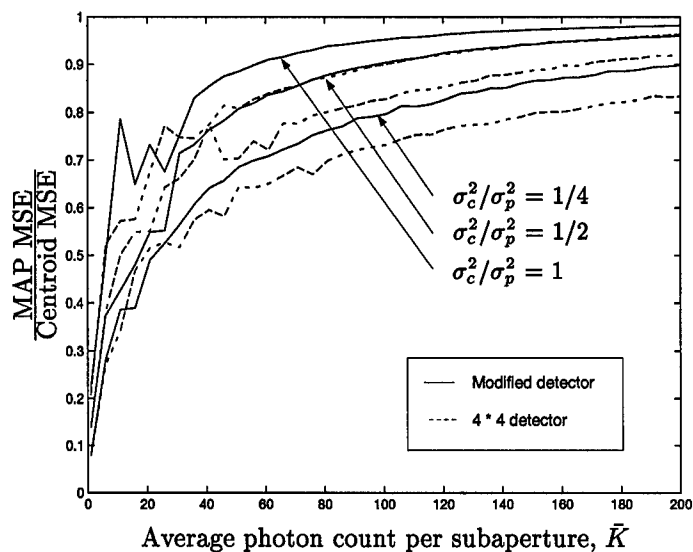 1
0.9
0.8
0.7
0.6
0.5
0.4
0.3
0.2
0.1
0
MAP MSE
Centroid MSE
σ_c^2/σ_p^2 = 1/4
σ_c^2/σ_p^2 = 1/2
σ_c^2/σ_p^2 = 1
Modified detector
4 * 4 detector
0 20 40 60 80 100 120 140 160 180 200
Average photon count per subaperture, K̄